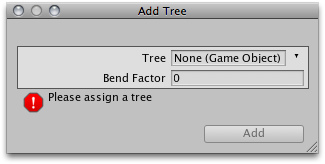 Add Tree
Tree None (Game Object)
Bend Factor 0
Please assign a tree
Add